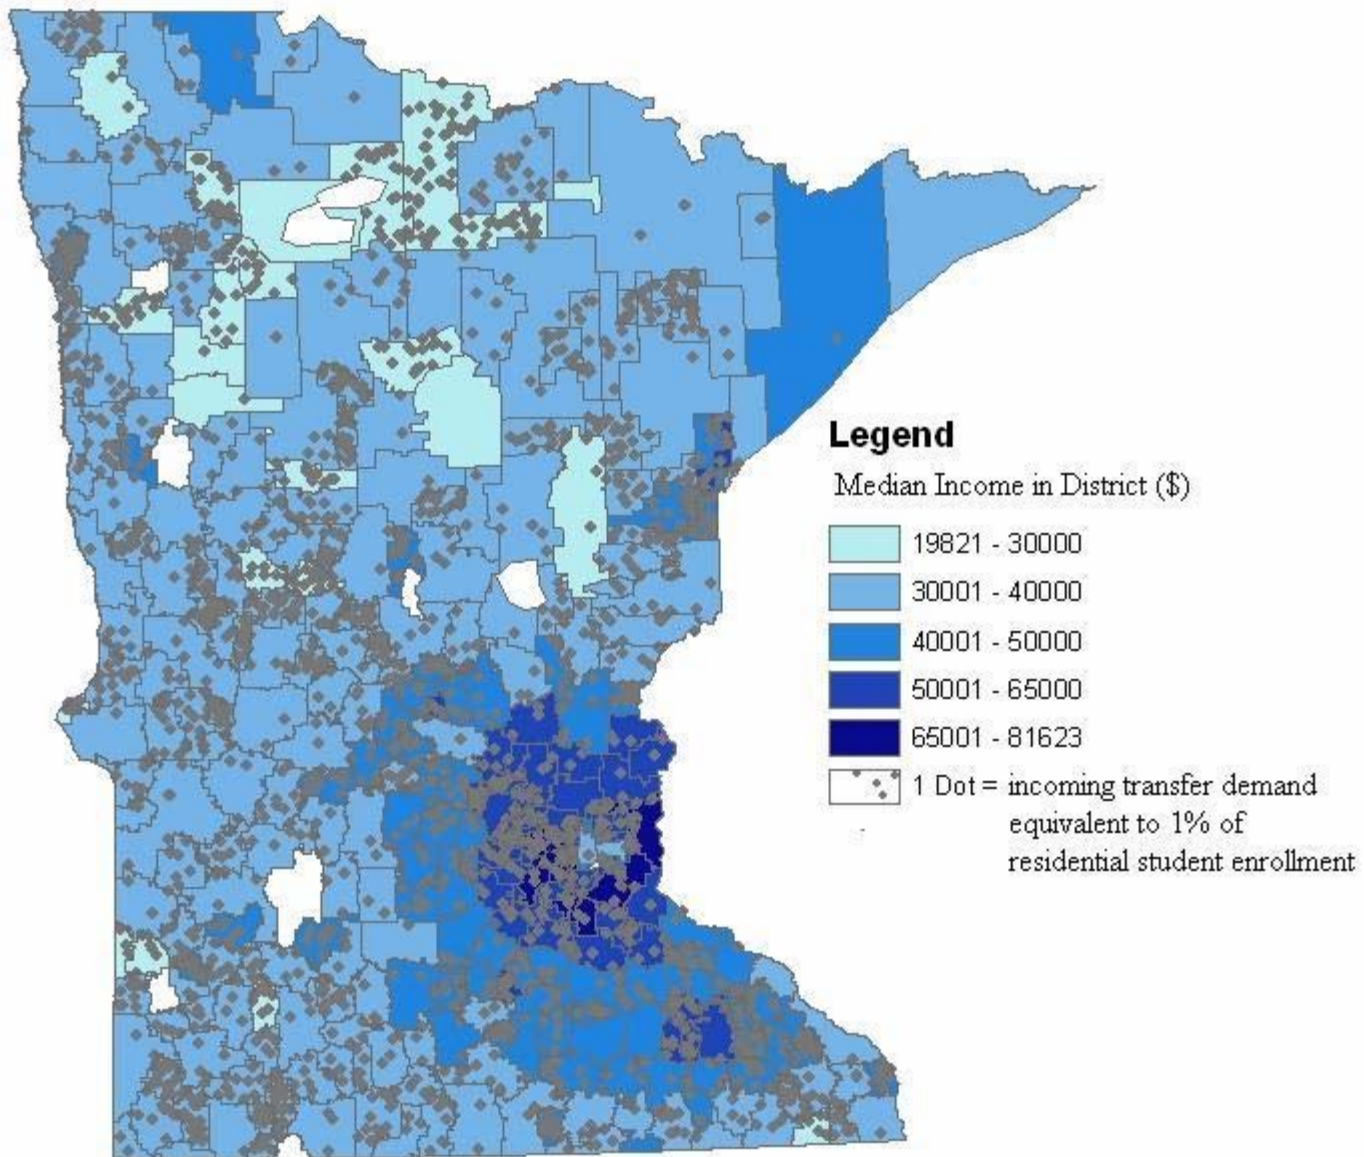 Legend
Median Income in District ($)
19821 - 30000
30001 - 40000
40001 - 50000
50001 - 65000
65001 - 81623
1 Dot = incoming transfer demand
equivalent to 1% of
residential student enrollment